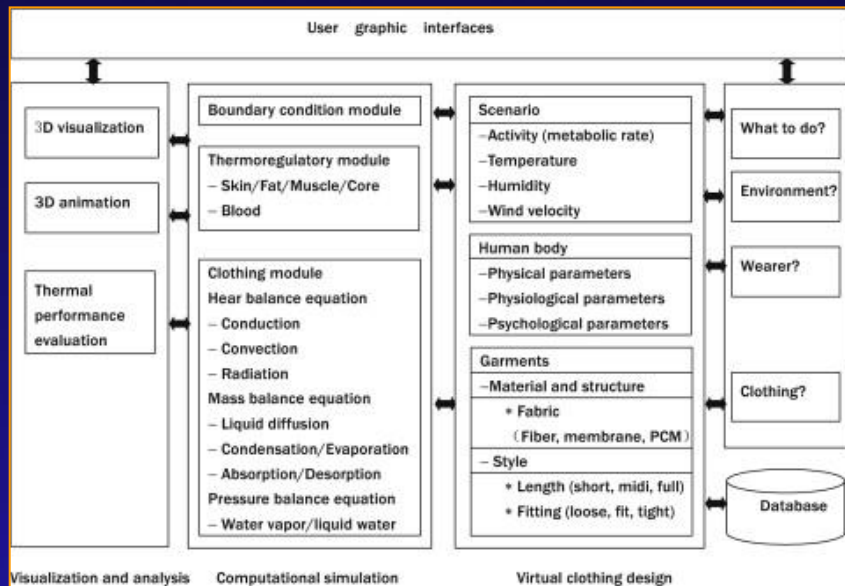 User graphic interfaces
3D visualization
3D animation
Thermal
performance
evaluation
Visualization and analysis
Boundary condition module
Thermoregulatory module
– Skin/Fat/Muscle/Core
– Blood
Clothing module
Hear balance equation
– Conduction
– Convection
– Radiation
Mass balance equation
– Liquid diffusion
– Condensation/Evaporation
– Absorption/Desorption
Pressure balance equation
– Water vapor/liquid water
Computational simulation
Scenario
–Activity (metabolic rate)
–Temperature
–Humidity
–Wind velocity
Human body
–Physical parameters
–Physiological parameters
–Psychological parameters
Garments
–Material and structure
* Fabric
(Fiber, membrane, PCM)
– Style
* Length (short, midi, full)
* Fitting (loose, fit, tight)
Virtual clothing design
What to do?
Environment?
Wearer?
Clothing?
Database